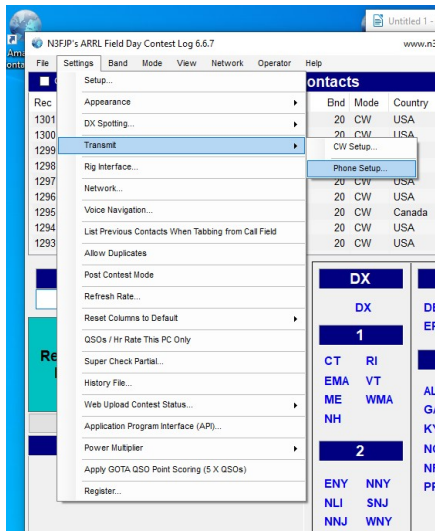 Untitled 1 -
Ama
onta
N3FJP's ARRL Field Day Contest Log 6.6.7
www.n3
File Settings Band Mode View Network Operator Help
ontacts
Rec Bnd Mode Country
1301 20 CW USA
1300 20 CW USA
1299
1298
1297 20 CW USA
1296 20 CW USA
1295 20 CW Canada
1294 20 CW USA
1293 20 CW USA
Setup...
Appearance
DX Spotting...
Transmit
Rig Interface...
Network...
Voice Navigation...
List Previous Contacts When Tabbing from Call Field
Allow Duplicates
Post Contest Mode
Refresh Rate...
Reset Columns to Default
QSOs / Hr Rate This PC Only
Super Check Partial...
History File...
Web Upload Contest Status...
Application Program Interface (API)...
Power Multiplier
Apply GOTA QSO Point Scoring (5 X QSOs)
Register...
CW Setup...
Phone Setup...
Re
DX
DX
1
CT RI
EMA VT
ME WMA
NH
2
ENY NNY
NLI SNJ
NNJ WNY
DE
EP
AL
GA
KY
NC